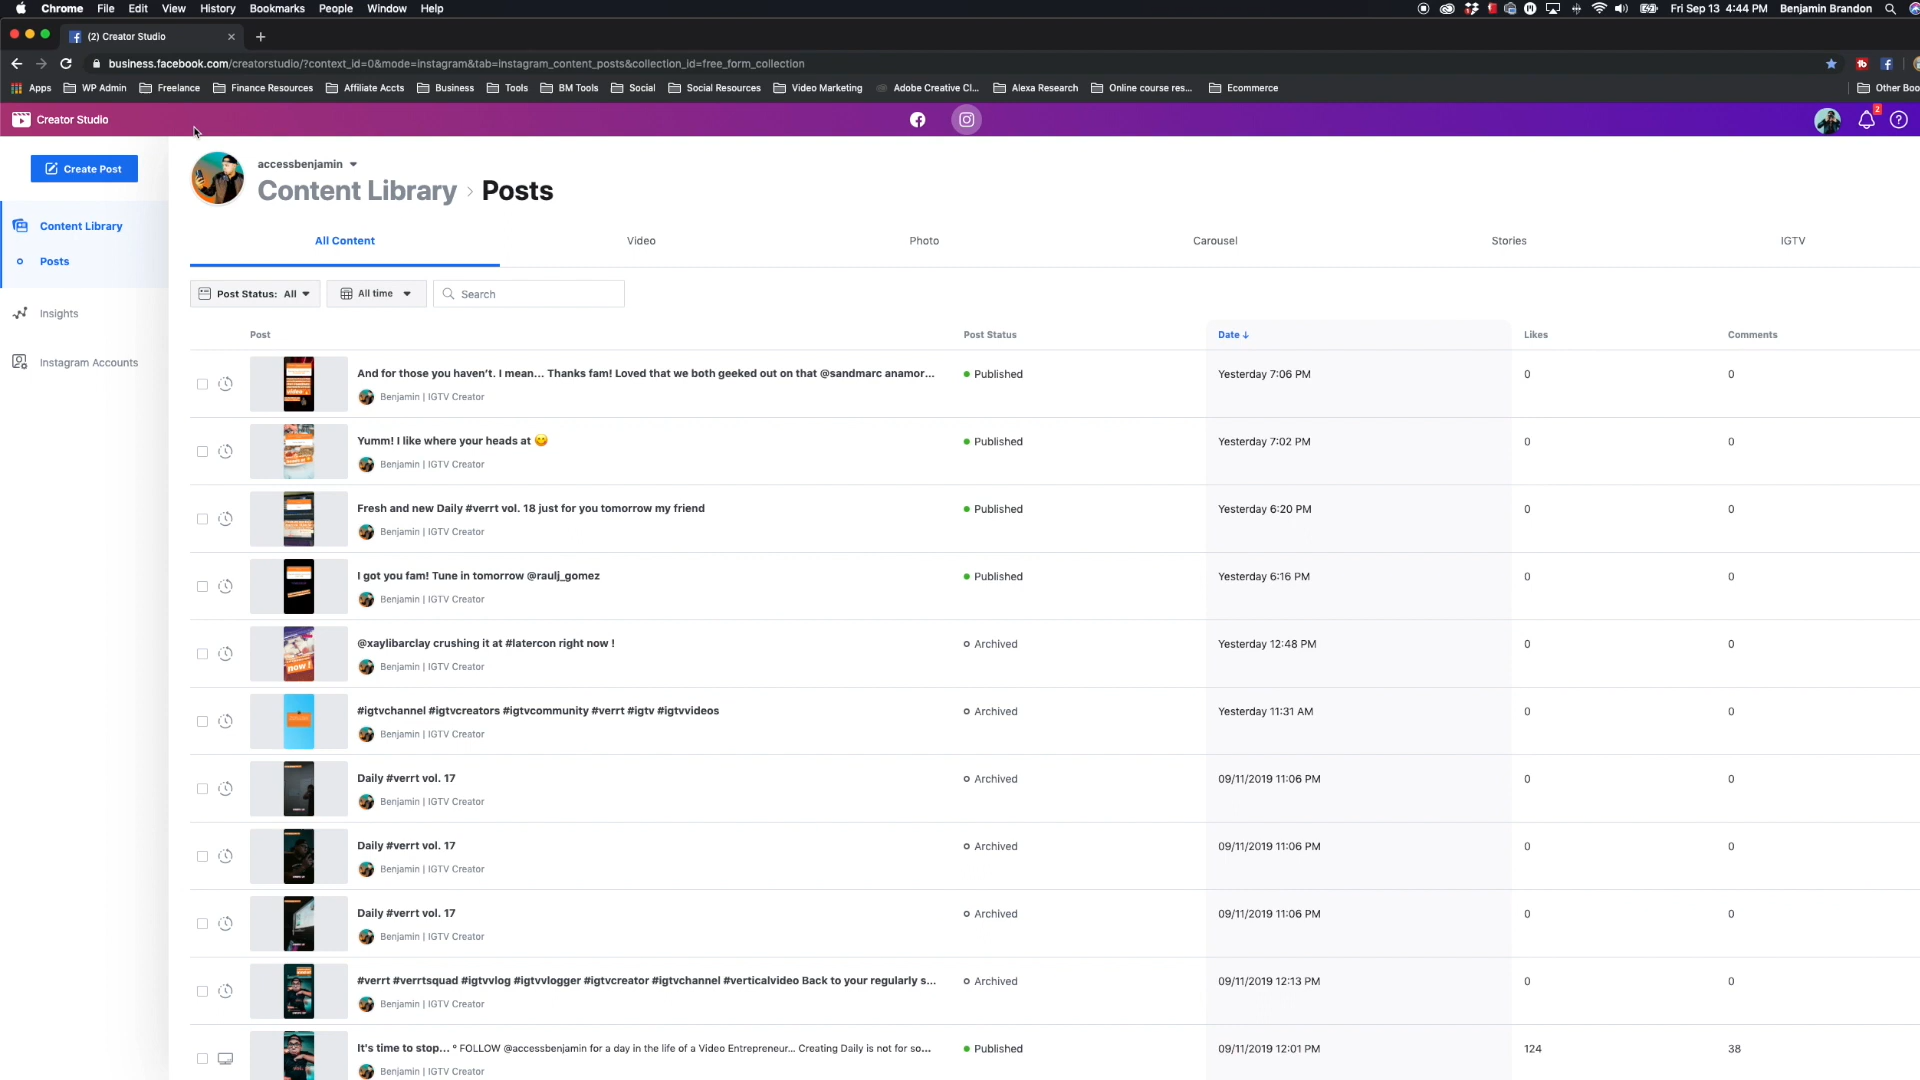 Chrome File Edit View History Bookmarks People Window Help Fri Sep 13 4:44 PM Benjamin Brandon
(2) Creator Studio
business.facebook.com/creatorstudio/?context_id=0&mode=instagram&tab=instagram_content_posts&collection_id=free_form_collection
Apps WP Admin Freelance Finance Resources Affiliate Accts Business Tools BM Tools Social Social Resources Video Marketing Adobe Creative Cl... Alexa Research Online course res... Ecommerce Other Boo
Creator Studio 2
Create Post
Content Library
Posts
Insights
Instagram Accounts
accessbenjamin
Content Library > Posts
All Content Video Photo Carousel Stories IGTV
Post Status: All All time Search
Post Post Status Date ↓ Likes Comments
And for those you haven't. I mean... Thanks fam! Loved that we both geeked out on that @sandmarc anamor... Published Yesterday 7:06 PM 0 0
Benjamin | IGTV Creator
Yumm! I like where your heads at 😋 Published Yesterday 7:02 PM 0 0
Benjamin | IGTV Creator
Fresh and new Daily #verrt vol. 18 just for you tomorrow my friend Published Yesterday 6:20 PM 0 0
Benjamin | IGTV Creator
I got you fam! Tune in tomorrow @raulj_gomez Published Yesterday 6:16 PM 0 0
Benjamin | IGTV Creator
@xaylibarclay crushing it at #latercon right now ! Archived Yesterday 12:48 PM 0 0
Benjamin | IGTV Creator
#igtvchannel #igtvcreators #igtvcommunity #verrt #igtv #igtvvideos Archived Yesterday 11:31 AM 0 0
Benjamin | IGTV Creator
Daily #verrt vol. 17 Archived 09/11/2019 11:06 PM 0 0
Benjamin | IGTV Creator
Daily #verrt vol. 17 Archived 09/11/2019 11:06 PM 0 0
Benjamin | IGTV Creator
Daily #verrt vol. 17 Archived 09/11/2019 11:06 PM 0 0
Benjamin | IGTV Creator
#verrt #verrtsquad #igtvvlog #igtvvlogger #igtvcreator #igtvchannel #verticalvideo Back to your regularly s... Archived 09/11/2019 12:13 PM 0 0
Benjamin | IGTV Creator
It's time to stop... ° FOLLOW @accessbenjamin for a day in the life of a Video Entrepreneur... Creating Daily is not for so... Published 09/11/2019 12:01 PM 124 38
Benjamin | IGTV Creator